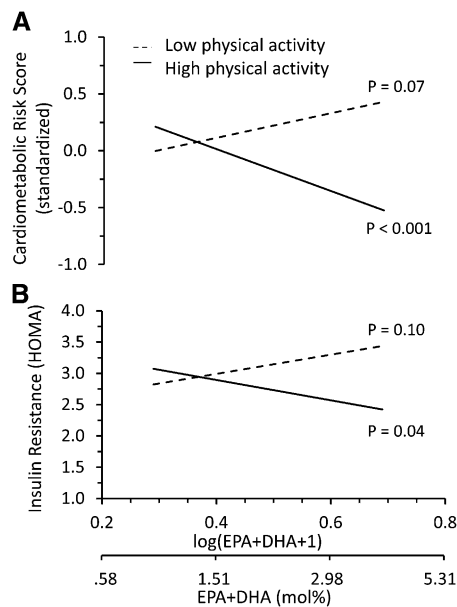 A
Cardiometabolic Risk Score
(standardized)
1.0
0.5
0.0
-0.5
-1.0
Low physical activity
High physical activity
P = 0.07
P < 0.001
B
Insulin Resistance (HOMA)
4.0
3.5
3.0
2.5
2.0
1.5
1.0
P = 0.10
P = 0.04
0.2 0.4 0.6 0.8
log(EPA+DHA+1)
.58 1.51 2.98 5.31
EPA+DHA (mol%)